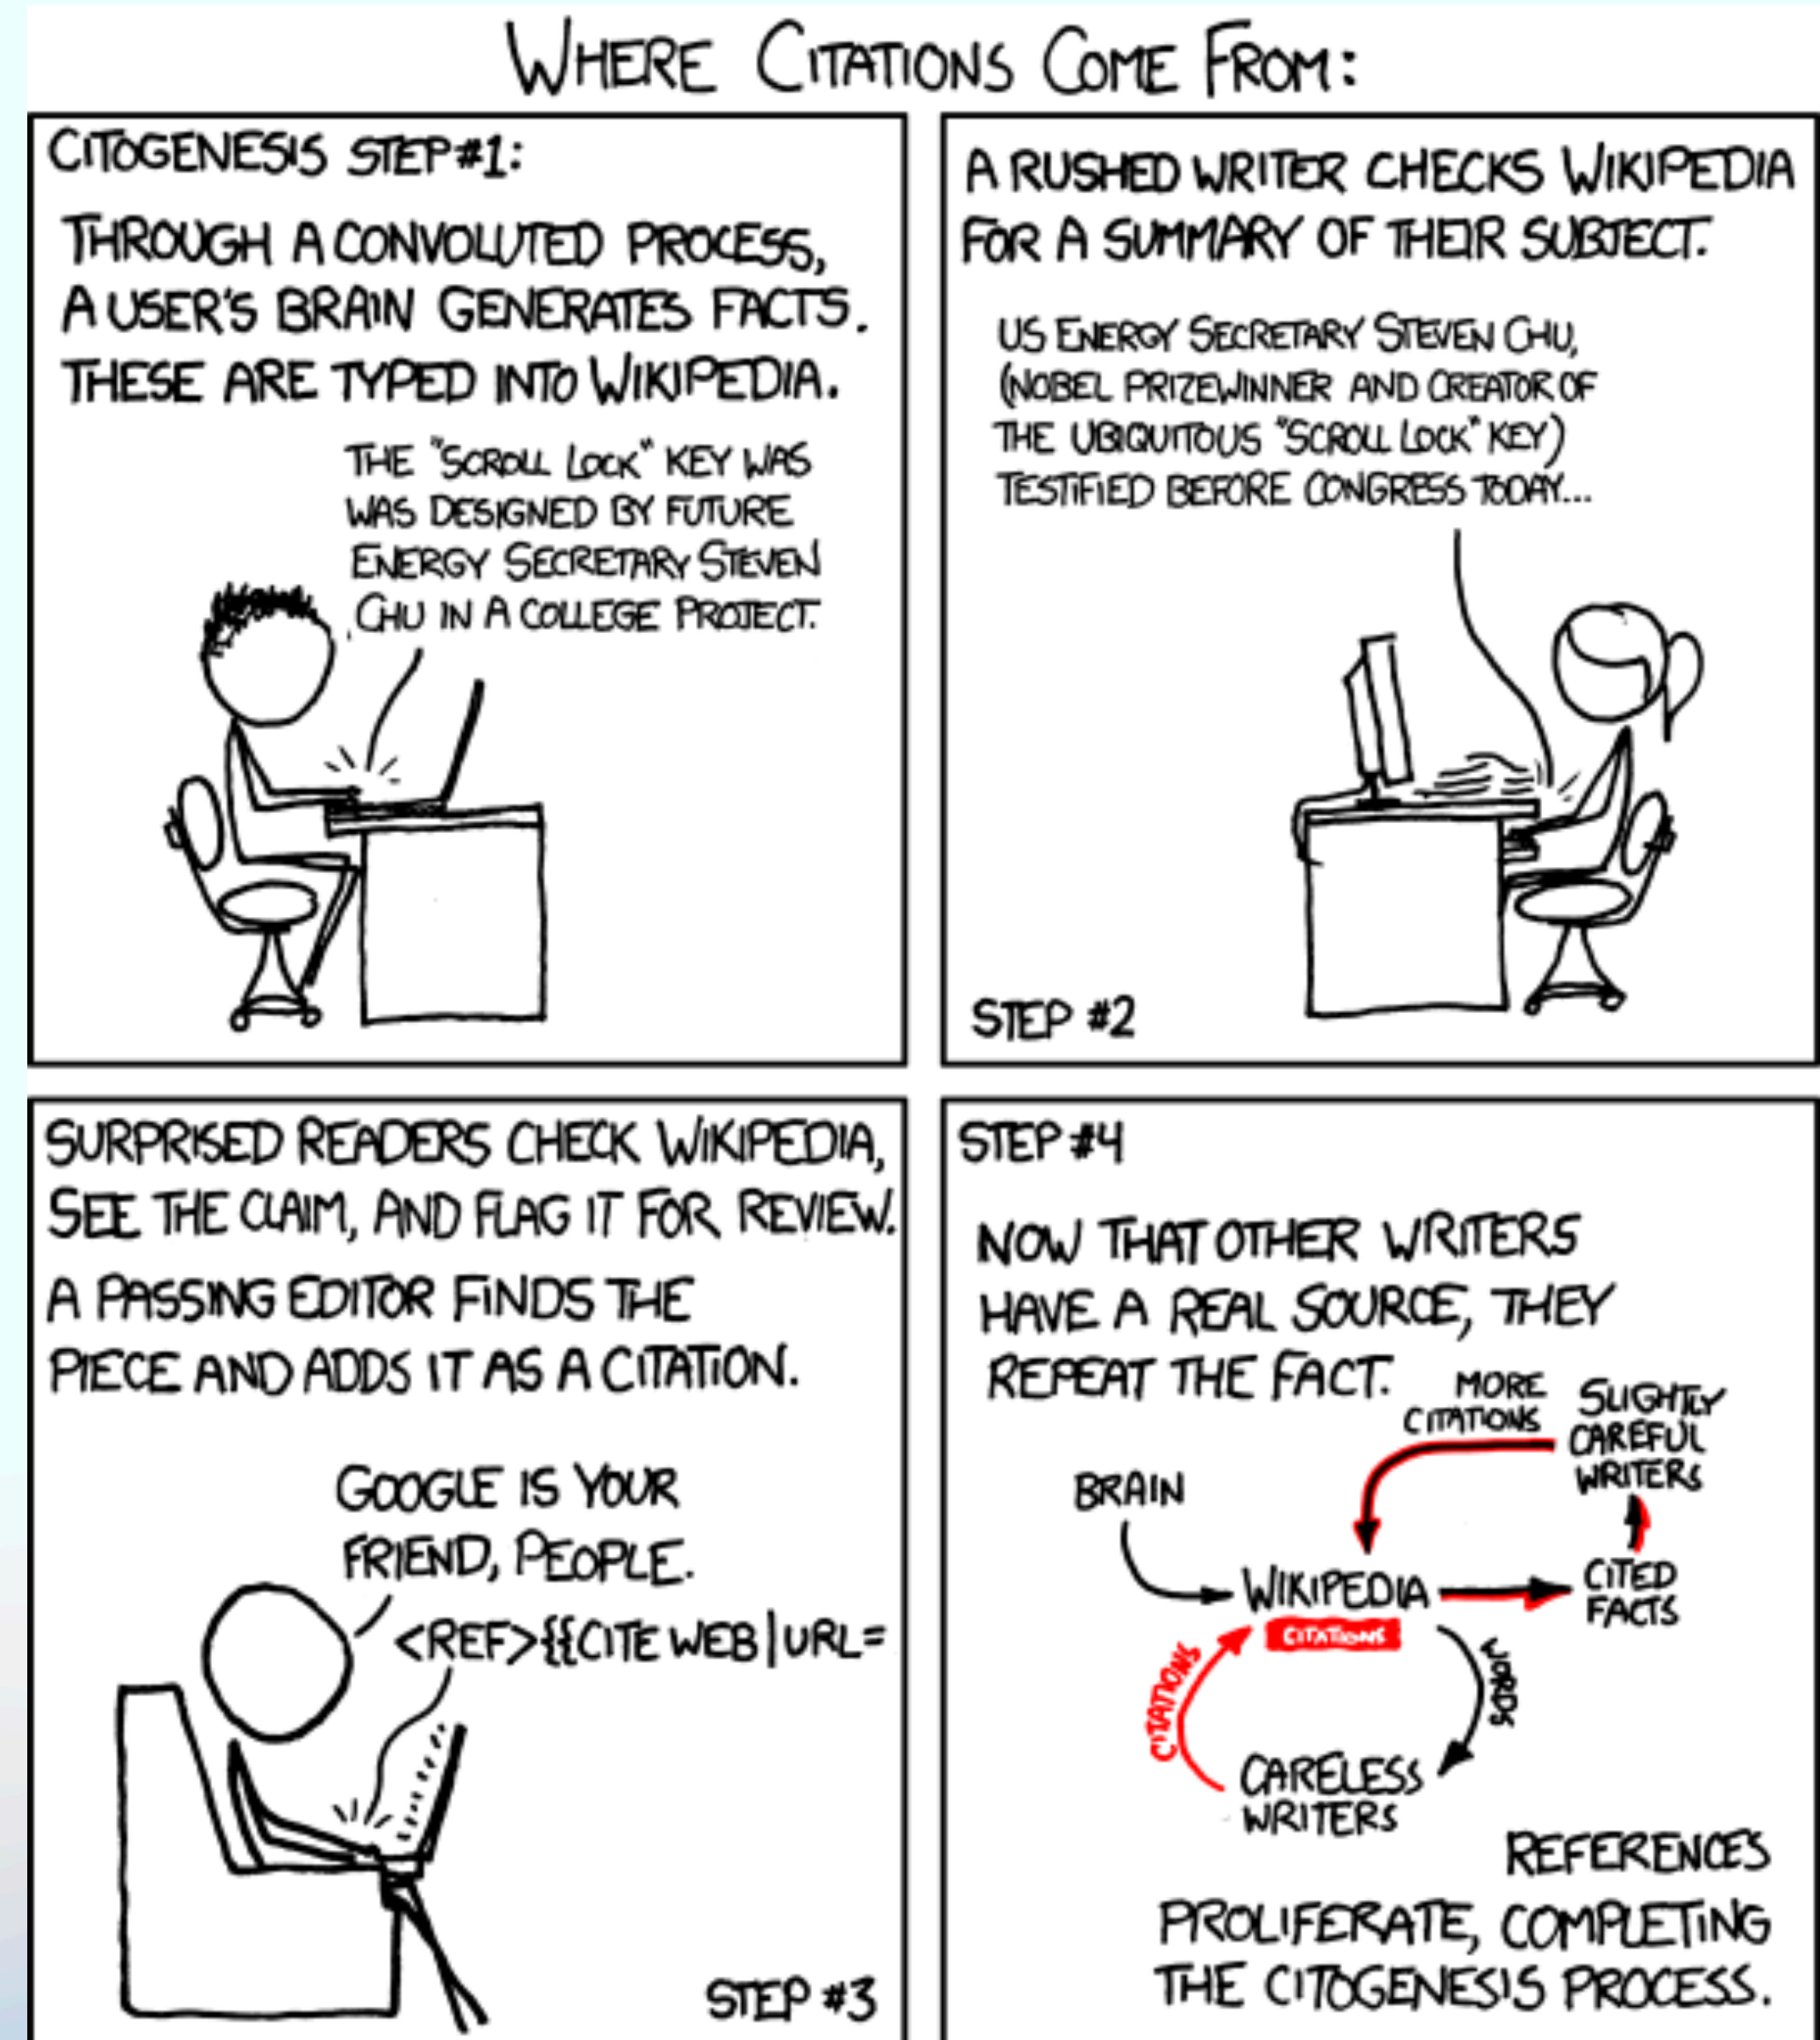 WHERE CITATIONS COME FROM:
CITOGENESIS STEP #1:
THROUGH A CONVOLUTED PROCESS,
A USER'S BRAIN GENERATES FACTS.
THESE ARE TYPED INTO WIKIPEDIA.
THE "SCROLL LOCK" KEY WAS
WAS DESIGNED BY FUTURE
ENERGY SECRETARY STEVEN
CHU IN A COLLEGE PROJECT.
A RUSHED WRITER CHECKS WIKIPEDIA
FOR A SUMMARY OF THEIR SUBJECT.
US ENERGY SECRETARY STEVEN CHU,
(NOBEL PRIZEWINNER AND CREATOR OF
THE UBIQUITOUS "SCROLL LOCK" KEY)
TESTIFIED BEFORE CONGRESS TODAY...
STEP #2
SURPRISED READERS CHECK WIKIPEDIA,
SEE THE CLAIM, AND FLAG IT FOR REVIEW.
A PASSING EDITOR FINDS THE
PIECE AND ADDS IT AS A CITATION.
GOOGLE IS YOUR
FRIEND, PEOPLE.
<REF>{{CITE WEB|URL=
STEP #3
STEP #4
NOW THAT OTHER WRITERS
HAVE A REAL SOURCE, THEY
REPEAT THE FACT.
MORE
CITATIONS
SLIGHTLY
CAREFUL
WRITERS
BRAIN
WIKIPEDIA
CITATIONS
CITED
FACTS
CITATIONS
WORDS
CARELESS
WRITERS
REFERENCES
PROLIFERATE, COMPLETING
THE CITOGENESIS PROCESS.